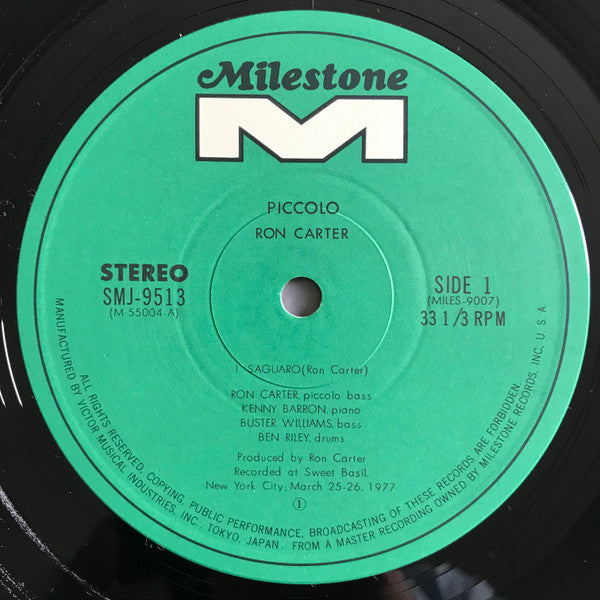 Milestone
M
PICCOLO
RON CARTER
STEREO
SMJ-9513
(M-55004-A)
SIDE 1
(MILES-9007)
33 1/3 RPM
1. SAGUARO (Ron Carter)
RON CARTER, piccolo bass
KENNY BARRON, piano
BUSTER WILLIAMS, bass
BEN RILEY, drums
Produced by Ron Carter
Recorded at Sweet Basil,
New York City, March 25-26, 1977
①
ALL RIGHTS RESERVED. COPYING, PUBLIC PERFORMANCE, BROADCASTING OF THESE RECORDS ARE FORBIDDEN.
MANUFACTURED BY VICTOR MUSICAL INDUSTRIES, INC., TOKYO, JAPAN. FROM A MASTER RECORDING OWNED BY MILESTONE RECORDS, INC, U.S.A